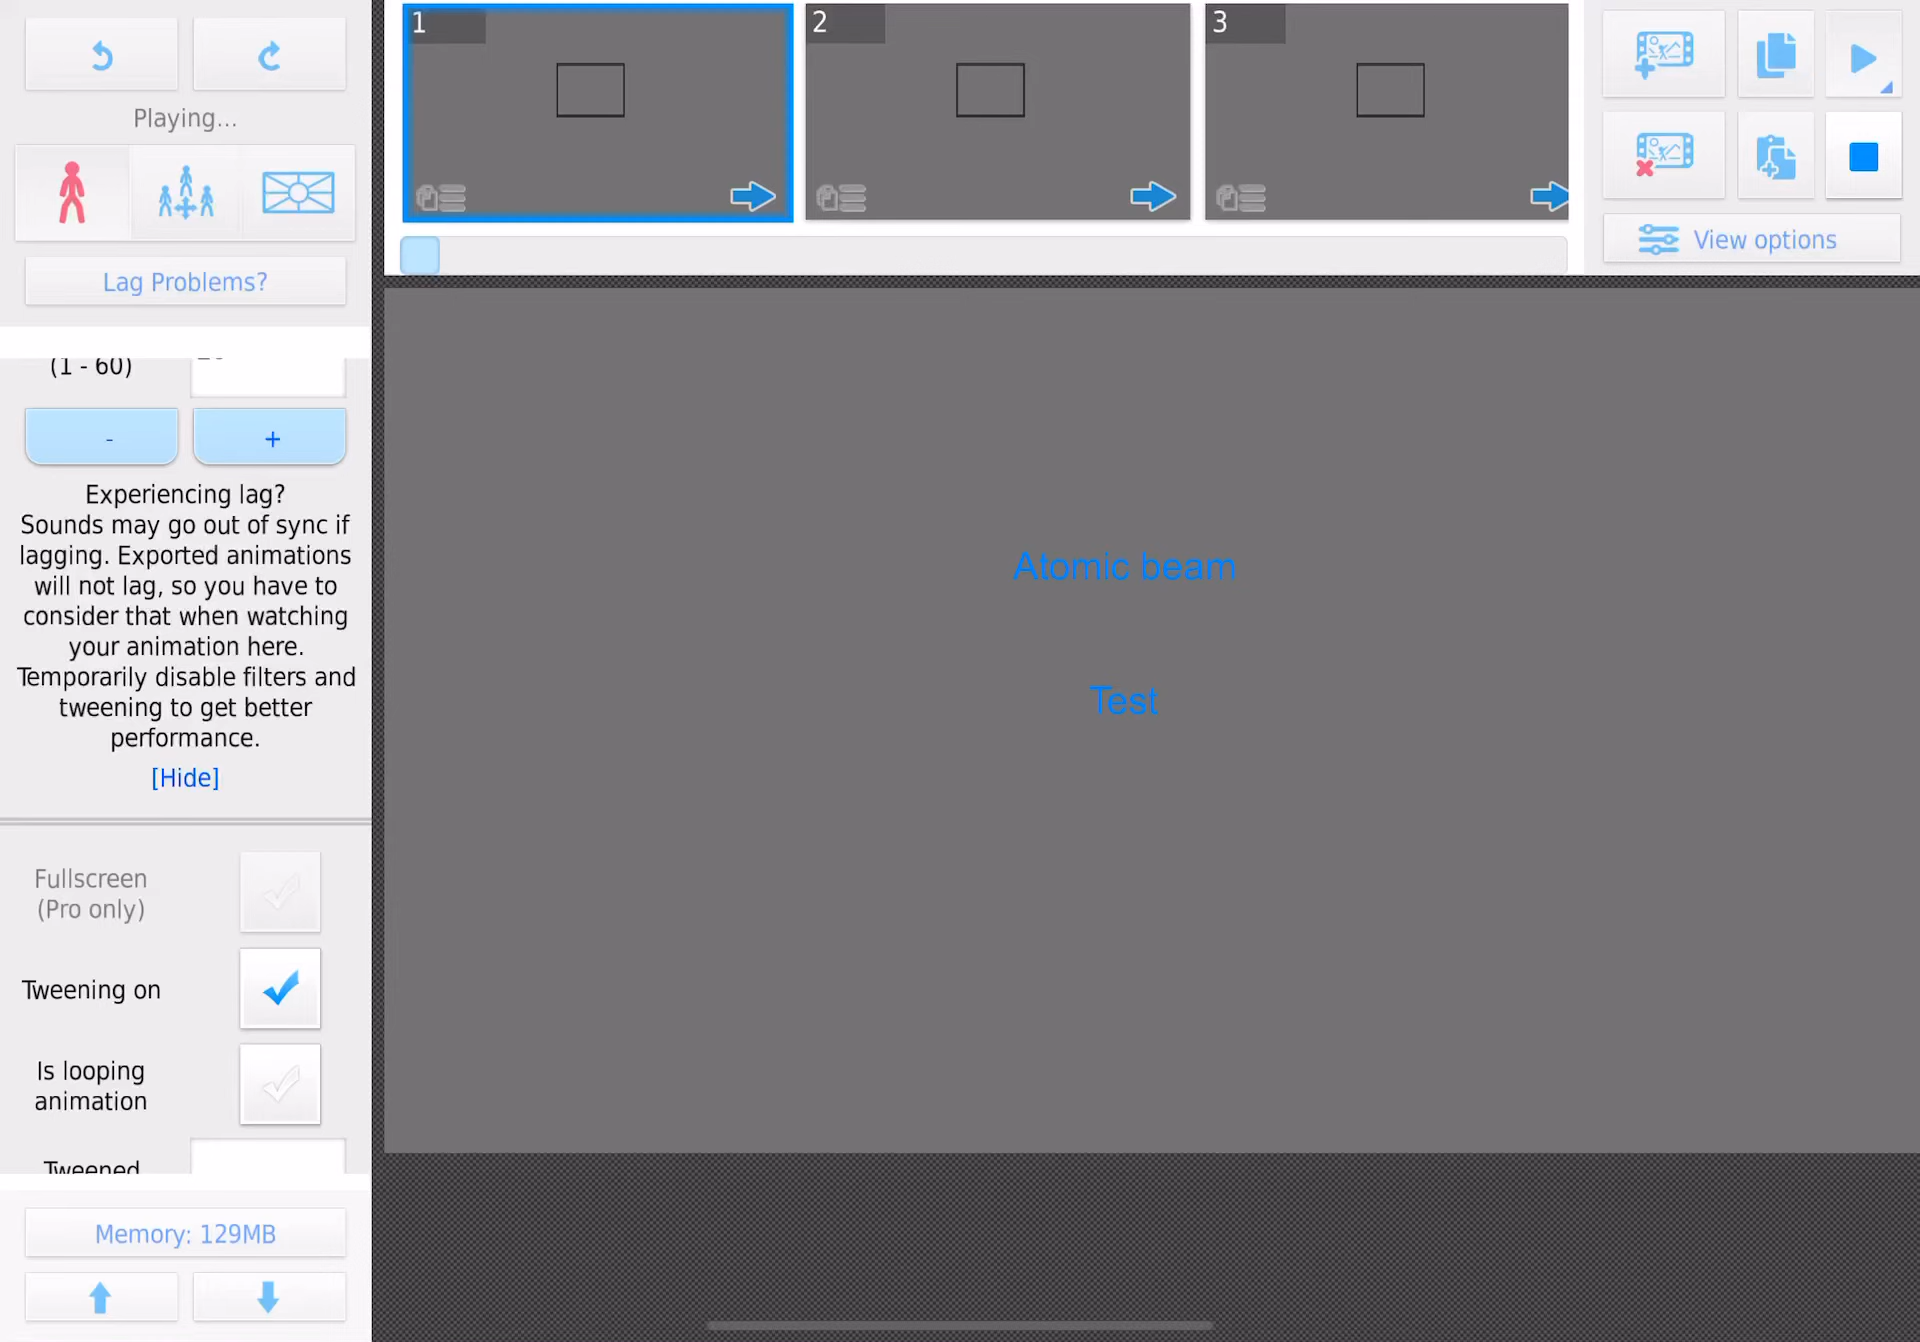 1
2
3
Playing...
Lag Problems?
View options
(1 - 60)
-
+
Experiencing lag?
Sounds may go out of sync if
lagging. Exported animations
will not lag, so you have to
consider that when watching
your animation here.
Temporarily disable filters and
tweening to get better
performance.
[Hide]
Atomic beam
Test
Fullscreen
(Pro only)
Tweening on
Is looping
animation
Tweened
Memory: 129MB